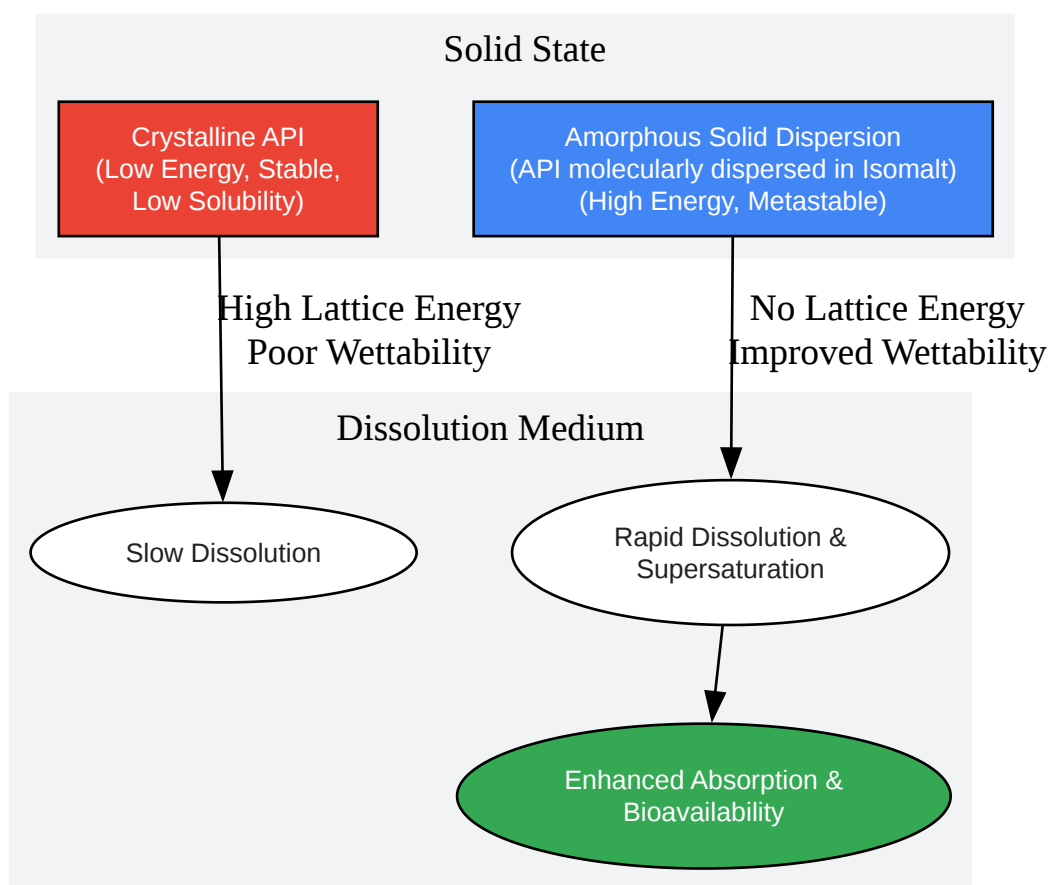 Solid State
Crystalline API
(Low Energy, Stable,
Low Solubility)
Amorphous Solid Dispersion
(API molecularly dispersed in Isomalt)
(High Energy, Metastable)
High Lattice Energy
Poor Wettability
No Lattice Energy
Improved Wettability
Dissolution Medium
Slow Dissolution
Rapid Dissolution &
Supersaturation
Enhanced Absorption &
Bioavailability